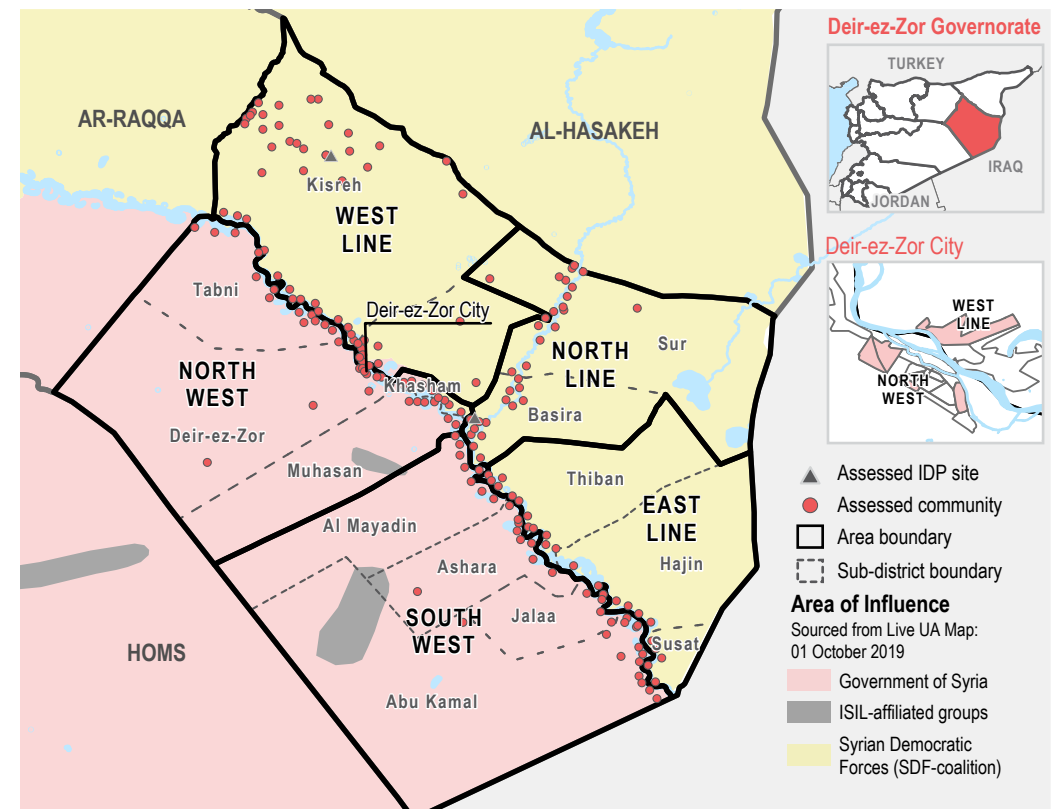 AR-RAQQA
AL-HASAKEH
Kisreh
WEST
LINE
Tabni
Deir-ez-Zor City
NORTH
WEST
Khasham
NORTH
LINE
Sur
Basira
Deir-ez-Zor
Muhasan
Thiban
EAST
LINE
Hajin
Al Mayadin
Ashara
Jalaa
SOUTH
WEST
Susat
HOMS
Abu Kamal
Deir-ez-Zor Governorate
TURKEY
IRAQ
JORDAN
Deir-ez-Zor City
WEST
LINE
NORTH
WEST
Assessed IDP site
Assessed community
Area boundary
Sub-district boundary
Area of Influence
Sourced from Live UA Map:
01 October 2019
Government of Syria
ISIL-affiliated groups
Syrian Democratic
Forces (SDF-coalition)